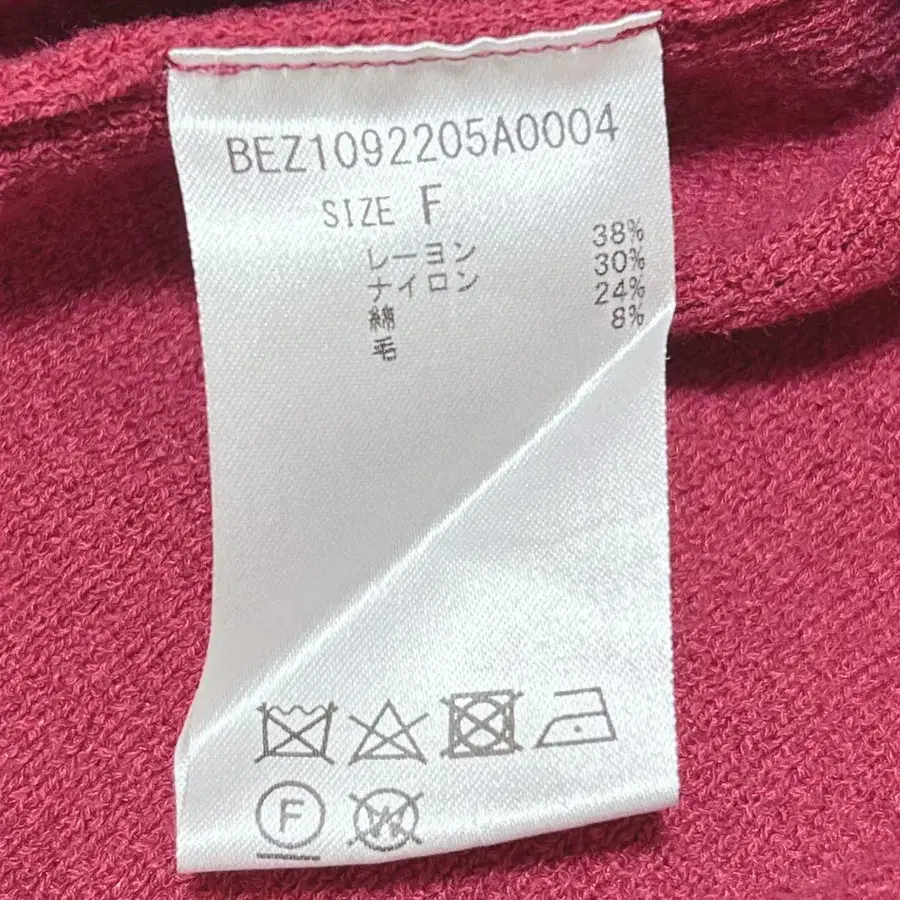 BEZ1092205A0004
SIZE F
レーヨン 38%
ナイロン 30%
綿 24%
毛 8%
F
W